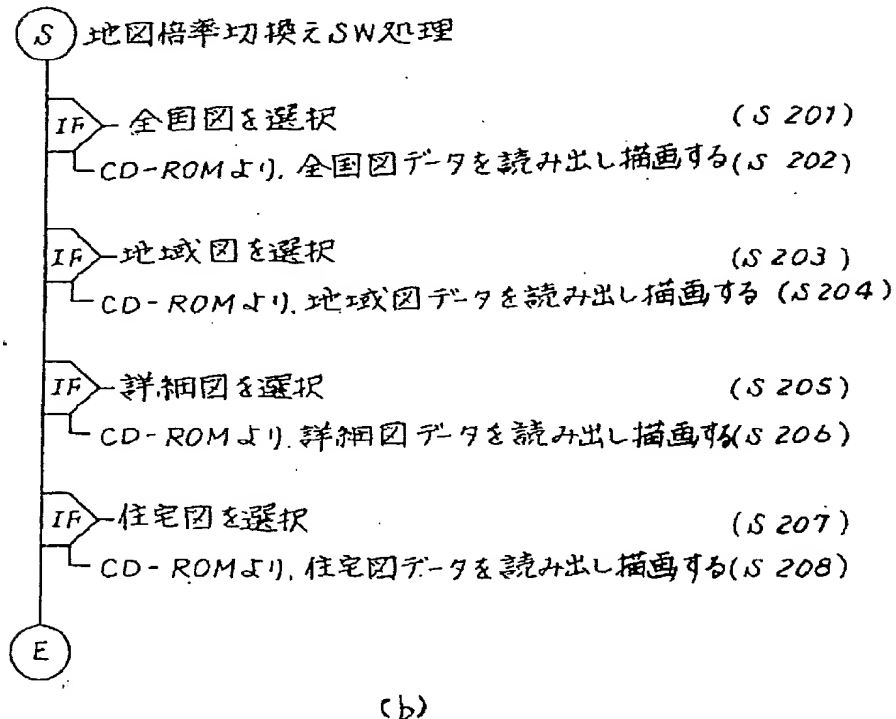 S 地図倍率切換えSW処理
IF 全国図を選択 (S 201)
CD-ROMより、全国図データを読み出し描画する(S 202)
IF 地域図を選択 (S 203)
CD-ROMより、地域図データを読み出し描画する(S 204)
IF 詳細図を選択 (S 205)
CD-ROMより、詳細図データを読み出し描画する(S 206)
IF 住宅図を選択 (S 207)
CD-ROMより、住宅図データを読み出し描画する(S 208)
E
(b)